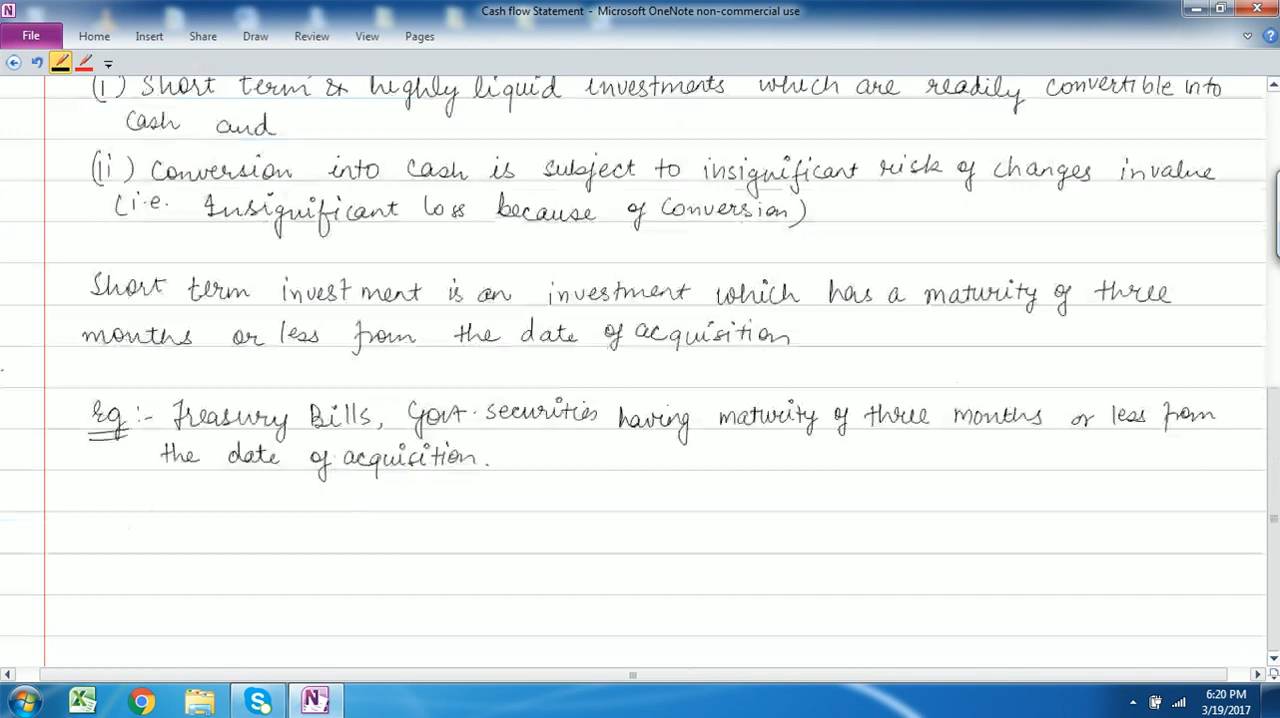 Cash flow Statement - Microsoft OneNote non-commercial use
File Home Insert Share Draw Review View Pages
(i) Short term & highly liquid investments which are readily convertible into
cash and
(ii) Conversion into cash is subject to insignificant risk of changes in value
(i.e. Insignificant loss because of conversion)
Short term investment is an investment which has a maturity of three
months or less from the date of acquisition
Eg :- Treasury Bills, Govt. securities having maturity of three months or less from
the date of acquisition.
6:20 PM
3/19/2017